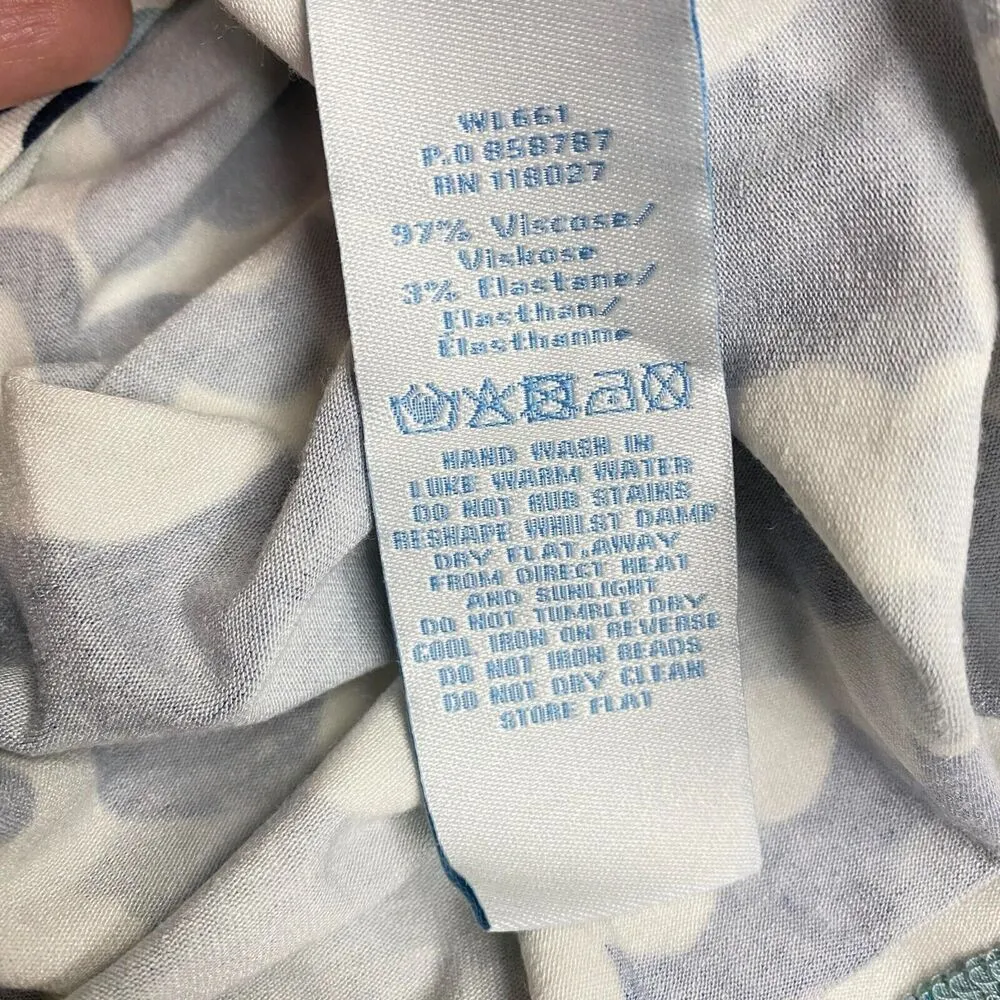 WL661
P.O 858787
RN 118027
97% Viscose/
Viskose
3% Elastane/
Elasthan/
Élasthanne
HAND WASH IN
LUKE WARM WATER
DO NOT RUB STAINS
RESHAPE WHILST DAMP
DRY FLAT.AWAY
FROM DIRECT HEAT
AND SUNLIGHT
DO NOT TUMBLE DRY
COOL IRON ON REVERSE
DO NOT IRON BEADS
DO NOT DRY CLEAN
STORE FLAT